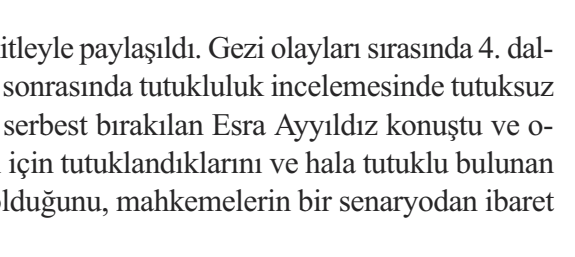 itleyle paylaşıldı. Gezi olayları sırasında 4. dal-
sonrasında tutukluluk incelemesinde tutuksuz
serbest bırakılan Esra Ayyıldız konuştu ve o-
için tutuklandıklarını ve hala tutuklu bulunan
olduğunu, mahkemelerin bir senaryodan ibaret